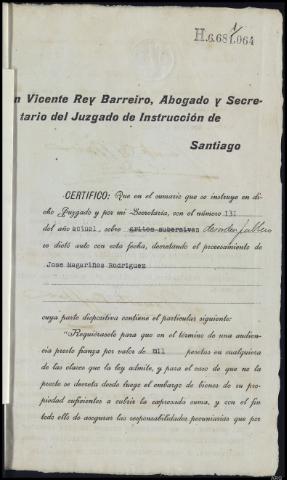 H.6.681.064
n Vicente Rey Barreiro, Abogado y Secre-
tario del Juzgado de Instrucción de
Santiago
CERTIFICO: Que en el sumario que se instruye en di-
cho Juzgado y por mi Secretaría, con el número 131
del año actual, sobre gritos subersivos desorden público
se dictó auto con esta fecha, decretando el procesamiento de
Jose Magariños Rodriguez
cuya parte dispositiva contiene el particular siguiente:
"Requiérasele para que en el término de una audien-
cia preste fianza por valor de mil pesetas en cualquiera
de las clases que la ley admite, y para el caso de que no la
preste se decreta desde luego el embargo de bienes de su pro-
piedad suficientes a cubrir la expresada suma, y con el fin
todo ello de asegurar las responsabilidades pecuniarias que por